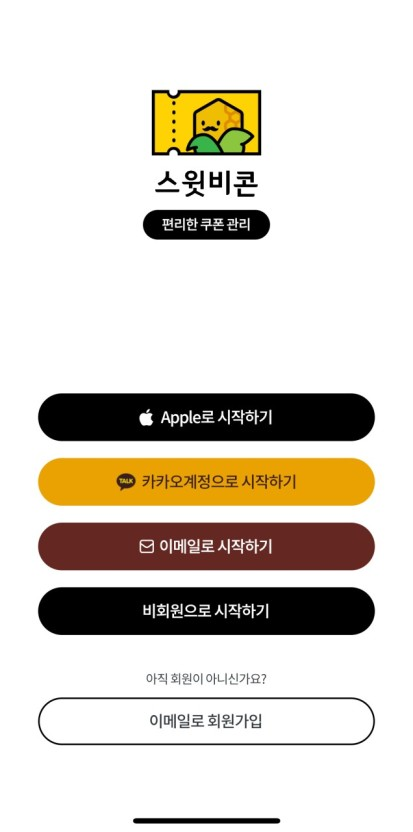 스윗비콘
편리한 쿠폰 관리
Apple로 시작하기
TALK
카카오계정으로 시작하기
이메일로 시작하기
비회원으로 시작하기
아직 회원이 아니신가요?
이메일로 회원가입